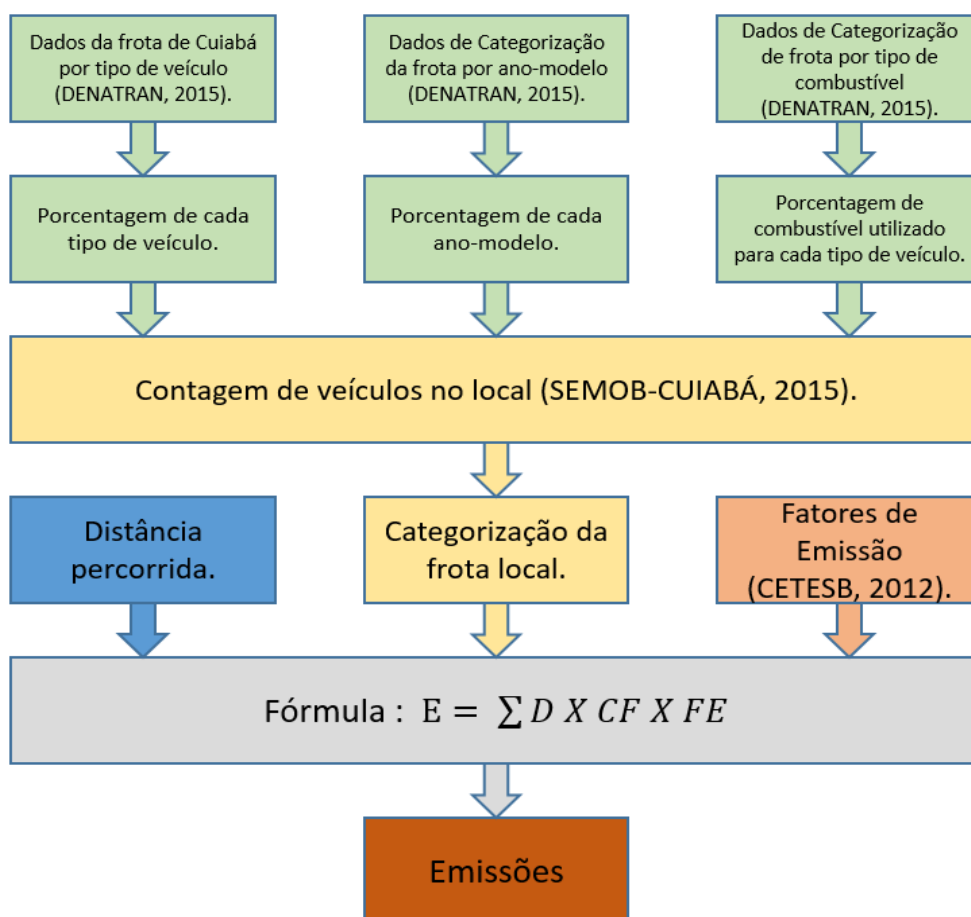 Dados da frota de Cuiabá
por tipo de veículo
(DENATRAN, 2015).
Dados de Categorização
da frota por ano-modelo
(DENATRAN, 2015).
Dados de Categorização
de frota por tipo de
combustível
(DENATRAN, 2015).
Porcentagem de cada
tipo de veículo.
Porcentagem de cada
ano-modelo.
Porcentagem de
combustível utilizado
para cada tipo de veículo.
Contagem de veículos no local (SEMOB-CUIABÁ, 2015).
Distância
percorrida.
Categorização da
frota local.
Fatores de
Emissão
(CETESB, 2012).
Fórmula : E = ∑ D X CF X FE
Emissões